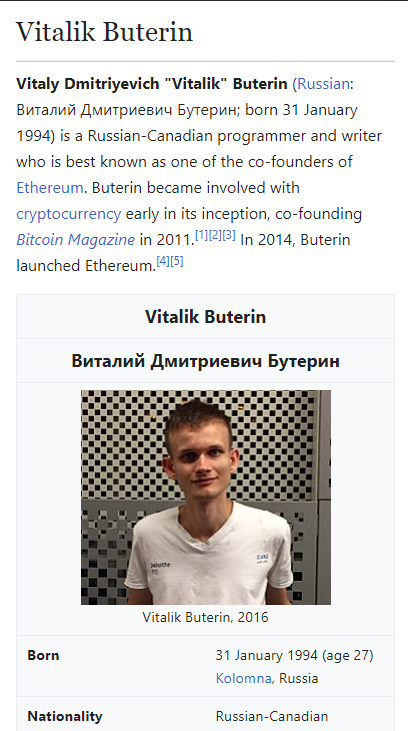 Vitalik Buterin
Vitaly Dmitriyevich "Vitalik" Buterin (Russian:
Виталий Дмитриевич Бутерин; born 31 January
1994) is a Russian-Canadian programmer and writer
who is best known as one of the co-founders of
Ethereum. Buterin became involved with
cryptocurrency early in its inception, co-founding
Bitcoin Magazine in 2011.[1][2][3] In 2014, Buterin
launched Ethereum.[4][5]
Vitalik Buterin
Виталий Дмитриевич Бутерин
Deloitte
Vitalik Buterin, 2016
Born 31 January 1994 (age 27)
Kolomna, Russia
Nationality Russian-Canadian